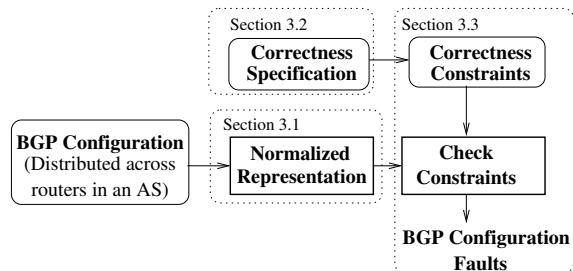 Section 3.2
Correctness
Specification
Section 3.3
Correctness
Constraints
Section 3.1
BGP Configuration
(Distributed across
routers in an AS)
Normalized
Representation
Check
Constraints
BGP Configuration
Faults